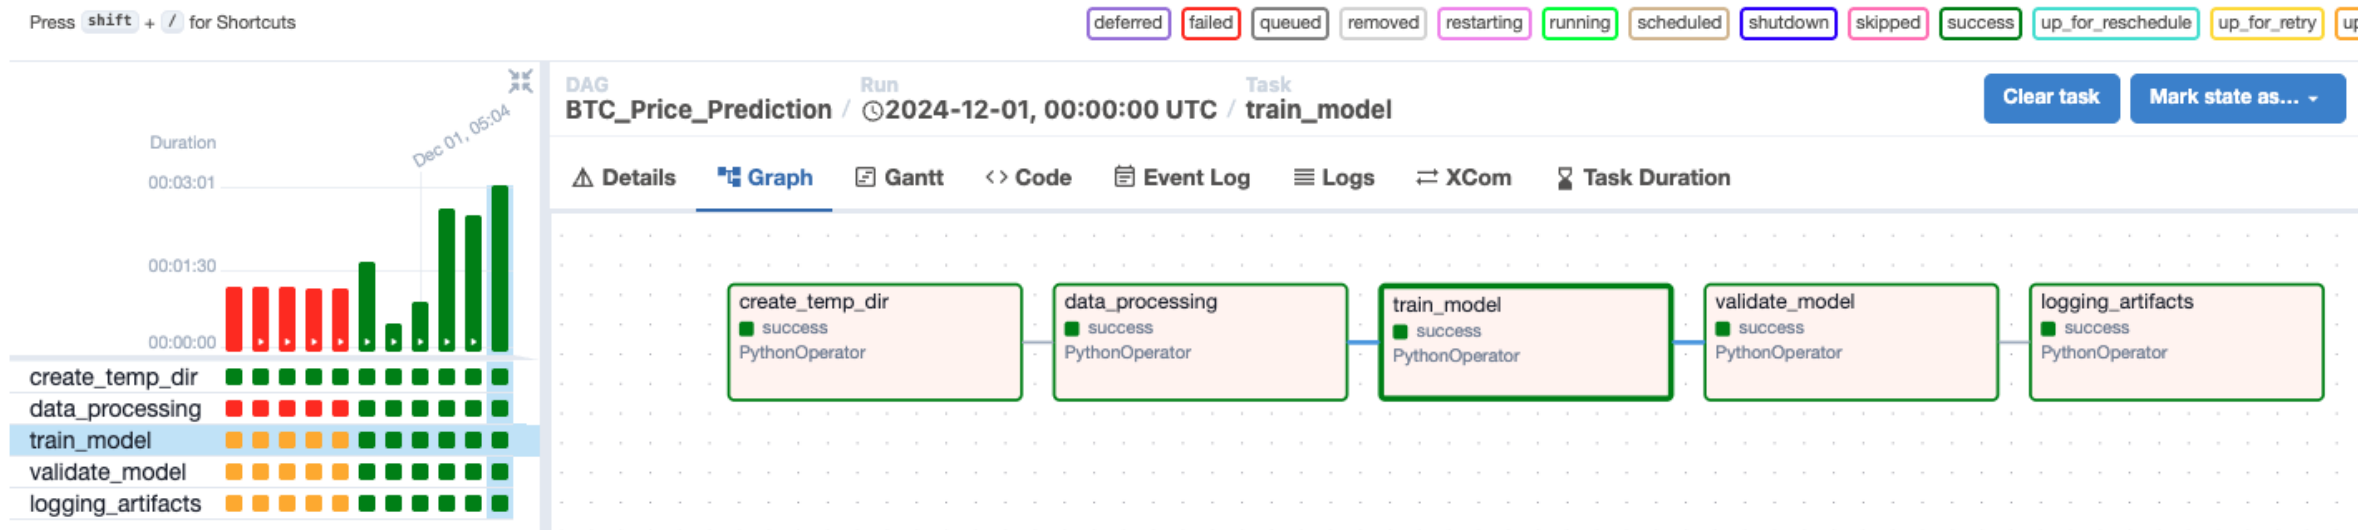 Press shift + / for Shortcuts
deferred failed queued removed restarting running scheduled shutdown skipped success up_for_reschedule up_for_retry up
DAG
BTC_Price_Prediction
/
Run
2024-12-01, 00:00:00 UTC
/
Task
train_model
Clear task
Mark state as...
Details Graph Gantt Code Event Log Logs XCom Task Duration
Dec 01, 05:04
Duration
00:03:01
00:01:30
00:00:00
create_temp_dir
data_processing
train_model
validate_model
logging_artifacts
create_temp_dir
success
PythonOperator
data_processing
success
PythonOperator
train_model
success
PythonOperator
validate_model
success
PythonOperator
logging_artifacts
success
PythonOperator